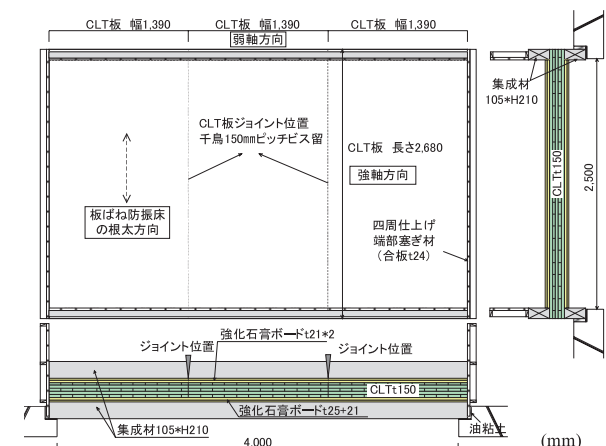 CLT板 幅1,390
CLT板 幅1,390
CLT板 幅1,390
弱軸方向
集成材
105*H210
CLT板ジョイント位置
千鳥150㎜ピッチビス留
CLT板 長さ2,680
強軸方向
CLTt150
2,500
板ばね防振床
の根太方向
四周仕上げ
端部塞ぎ材
（合板t24）
強化石膏ボードt21*2
ジョイント位置
ジョイント位置
CLTt150
集成材105*H210
強化石膏ボードt25+21
油粘土
4,000
(mm)